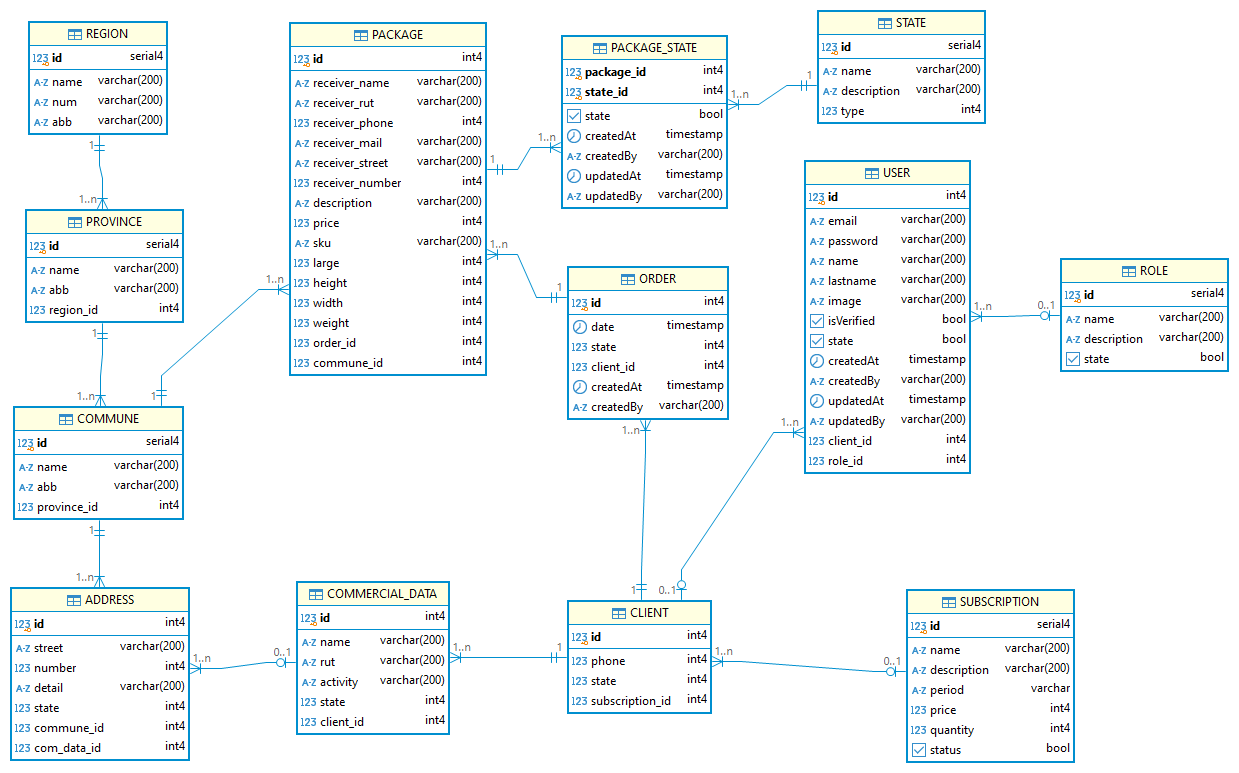 REGION
123 id serial4
A-Z name varchar(200)
A-Z num varchar(200)
A-Z abb varchar(200)
1
1..n
PROVINCE
123 id serial4
A-Z name varchar(200)
A-Z abb varchar(200)
123 region_id int4
1
1..n
COMMUNE
123 id serial4
A-Z name varchar(200)
A-Z abb varchar(200)
123 province_id int4
1
1
1..n
ADDRESS
123 id int4
A-Z street varchar(200)
123 number int4
A-Z detail varchar(200)
123 state int4
123 commune_id int4
123 com_data_id int4
1..n
0..1
PACKAGE
123 id int4
A-Z receiver_name varchar(200)
A-Z receiver_rut varchar(200)
123 receiver_phone int4
A-Z receiver_mail varchar(200)
A-Z receiver_street varchar(200)
123 receiver_number int4
A-Z description varchar(200)
123 price int4
A-Z sku varchar(200)
123 large int4
123 height int4
123 width int4
123 weight int4
123 order_id int4
123 commune_id int4
1..n
1
1..n
1..n
1
PACKAGE_STATE
123 package_id int4
123 state_id int4
state bool
createdAt timestamp
A-Z createdBy varchar(200)
updatedAt timestamp
A-Z updatedBy varchar(200)
1..n
1
STATE
123 id serial4
A-Z name varchar(200)
A-Z description varchar(200)
123 type int4
ORDER
123 id int4
date timestamp
123 state int4
123 client_id int4
createdAt timestamp
A-Z createdBy varchar(200)
1..n
1
USER
123 id int4
A-Z email varchar(200)
A-Z password varchar(200)
A-Z name varchar(200)
A-Z lastname varchar(200)
A-Z image varchar(200)
isVerified bool
state bool
createdAt timestamp
A-Z createdBy varchar(200)
updatedAt timestamp
A-Z updatedBy varchar(200)
123 client_id int4
123 role_id int4
1..n
0..1
1..n
0..1
ROLE
123 id serial4
A-Z name varchar(200)
A-Z description varchar(200)
state bool
COMMERCIAL_DATA
123 id int4
A-Z name varchar(200)
A-Z rut varchar(200)
A-Z activity varchar(200)
123 state int4
123 client_id int4
1..n
1
CLIENT
123 id int4
123 phone int4
123 state int4
123 subscription_id int4
1..n
0..1
SUBSCRIPTION
123 id serial4
A-Z name varchar(200)
A-Z description varchar(200)
A-Z period varchar
123 price int4
123 quantity int4
status bool